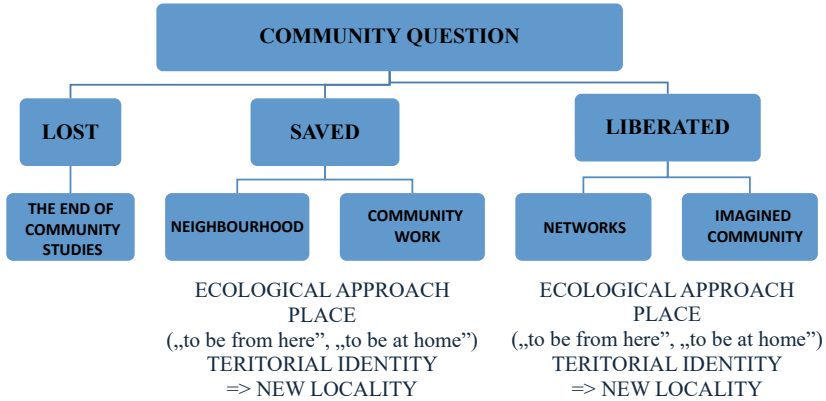 COMMUNITY QUESTION
LOST
SAVED
LIBERATED
THE END OF
COMMUNITY
STUDIES
NEIGHBOURHOOD
COMMUNITY
WORK
NETWORKS
IMAGINED
COMMUNITY
ECOLOGICAL APPROACH
PLACE
(„to be from here”, „to be at home”)
TERITORIAL IDENTITY
=> NEW LOCALITY
ECOLOGICAL APPROACH
PLACE
(„to be from here”, „to be at home”)
TERITORIAL IDENTITY
=> NEW LOCALITY